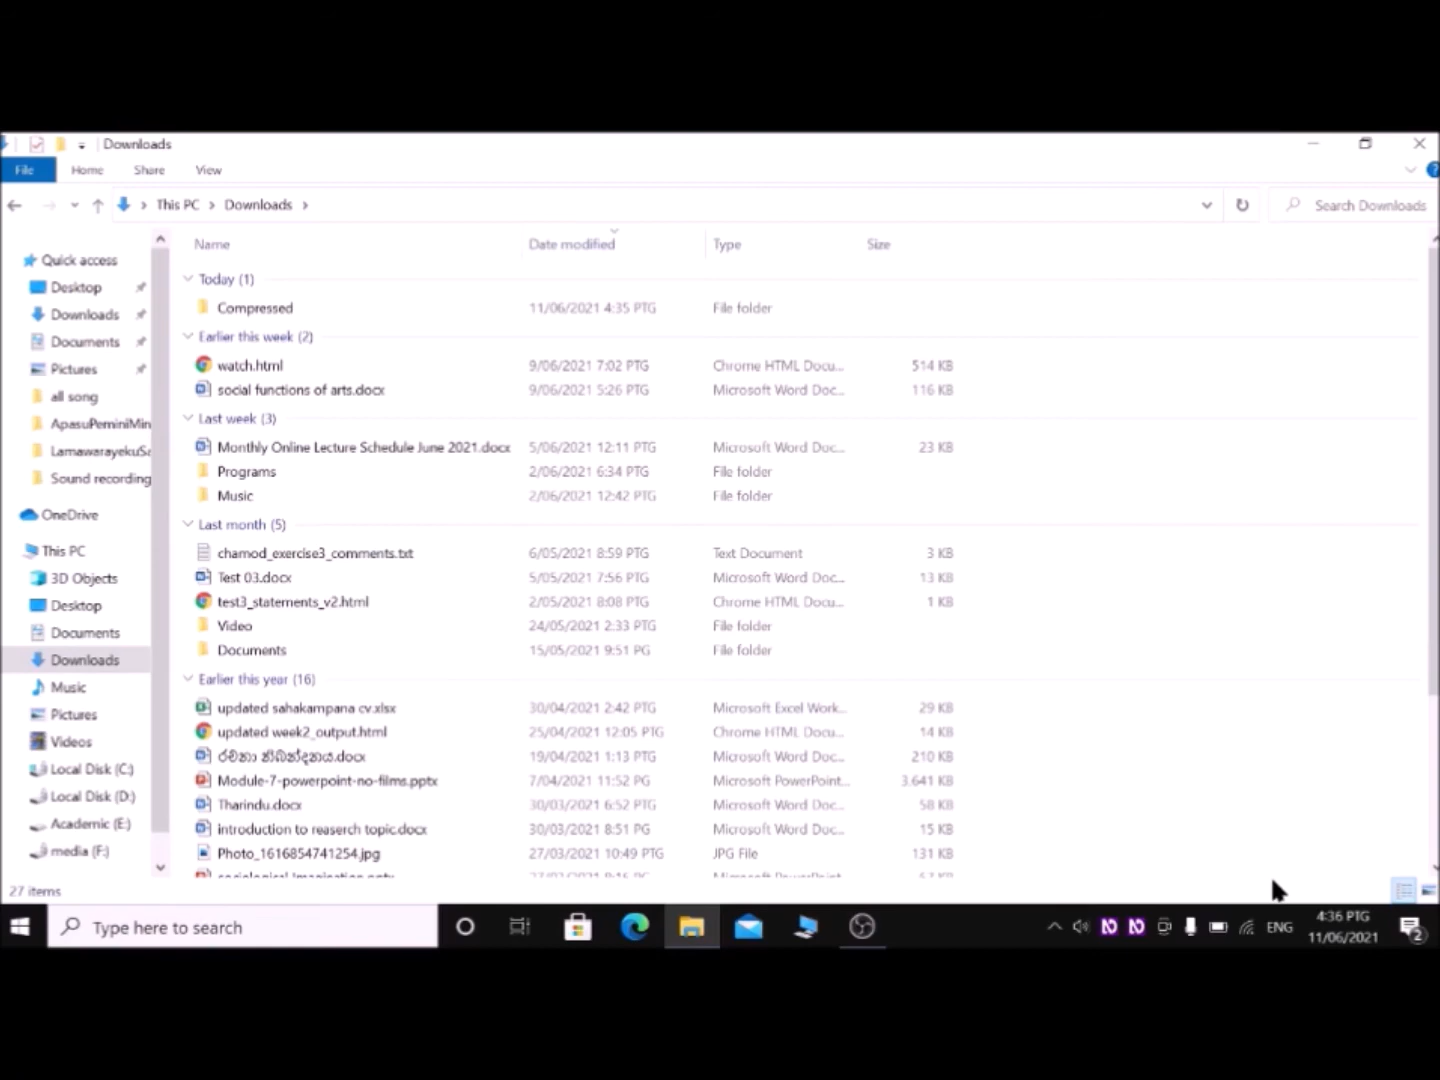 Downloads
File Home Share View
This PC > Downloads >
Search Downloads
Name Date modified Type Size
Quick access
Desktop
Downloads
Documents
Pictures
all song
ApasuPeminiMin
LamawarayekuSa
Sound recording
OneDrive
This PC
3D Objects
Desktop
Documents
Downloads
Music
Pictures
Videos
Local Disk (C:)
Local Disk (D:)
Academic (E:)
media (F:)
Today (1)
Compressed 11/06/2021 4:35 PTG File folder
Earlier this week (2)
watch.html 9/06/2021 7:02 PTG Chrome HTML Docu... 514 KB
social functions of arts.docx 9/06/2021 5:26 PTG Microsoft Word Doc... 116 KB
Last week (3)
Monthly Online Lecture Schedule June 2021.docx 5/06/2021 12:11 PTG Microsoft Word Doc... 23 KB
Programs 2/06/2021 6:34 PTG File folder
Music 2/06/2021 12:42 PTG File folder
Last month (5)
chamod_exercise3_comments.txt 6/05/2021 8:59 PTG Text Document 3 KB
Test 03.docx 5/05/2021 7:56 PTG Microsoft Word Doc... 13 KB
test3_statements_v2.html 2/05/2021 8:08 PTG Chrome HTML Docu... 1 KB
Video 24/05/2021 2:33 PTG File folder
Documents 15/05/2021 9:51 PG File folder
Earlier this year (16)
updated sahakampana cv.xlsx 30/04/2021 2:42 PTG Microsoft Excel Work... 29 KB
updated week2_output.html 25/04/2021 12:05 PTG Chrome HTML Docu... 14 KB
රචනා නිබන්දනය.docx 19/04/2021 1:13 PTG Microsoft Word Doc... 210 KB
Module-7-powerpoint-no-films.pptx 7/04/2021 11:52 PG Microsoft PowerPoint... 3,641 KB
Tharindu.docx 30/03/2021 6:52 PTG Microsoft Word Doc... 58 KB
introduction to reaserch topic.docx 30/03/2021 8:51 PG Microsoft Word Doc... 15 KB
Photo_1616854741254.jpg 27/03/2021 10:49 PTG JPG File 131 KB
27 items
Type here to search
ENG
4:36 PTG
11/06/2021
2